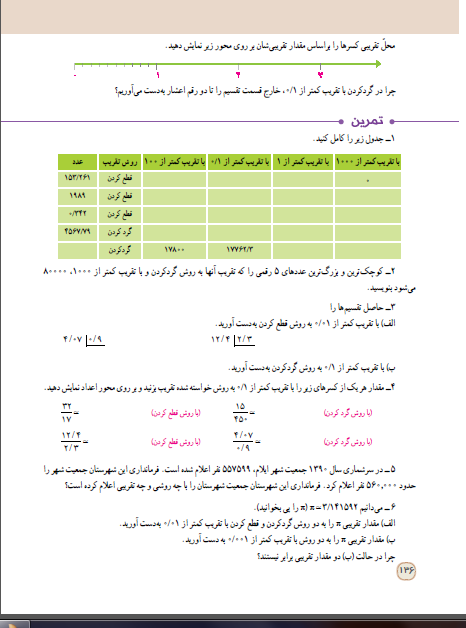 محلّ تقریبی کسرها را براساس مقدار تقریبی‌شان بر روی محور زیر نمایش دهید.
۰ ۱ ۲ ۳
چرا در گردکردن با تقریب کمتر از ۰/۱، خارج قسمت تقسیم را تا دو رقم اعشار به‌دست می‌آوریم؟
تمرین
۱ــ جدول زیر را کامل کنید.
عدد روش تقریب با تقریب کمتر از ۱۰۰ با تقریب کمتر از ۰/۱ با تقریب کمتر از ۱ با تقریب کمتر از ۱۰۰۰
۱۵۳/۲۶۱ قطع کردن ۰
۱۹۸۹ قطع کردن
۰/۳۴۲ قطع کردن
۴۵۶۷/۷۹ گرد کردن
گردکردن ۱۷۸۰۰ ۱۷۷۶۲/۳
۲ــ کوچک‌ترین و بزرگ‌ترین عددهای ۵ رقمی را که تقریب آنها به روش گردکردن و با تقریب کمتر از ۱۰۰۰، ۸۰۰۰۰
می‌شود بنویسید.
۳ــ حاصل تقسیم‌ها را
الف) با تقریب کمتر از ۰/۰۱ به روش قطع کردن به‌دست آورید.
۴/۰۷ ۰/۹ ۱۲/۴ ۲/۳
ب) با تقریب کمتر از ۰/۱ به روش گردکردن به‌دست آورید.
۴ــ مقدار هر یک از کسرهای زیر را با تقریب کمتر از ۰/۱ به روش خواسته شده تقریب بزنید و بر روی محور اعداد نمایش دهید.
(با روش گرد کردن) ۱۵/۴۵۰ ≃ (با روش قطع کردن) ۳۲/۱۷ ≃
(با روش گرد کردن) ۴/۰۷ / ۰/۹ ≃ (با روش قطع کردن) ۱۲/۴ / ۲/۳ ≃
۵ــ در سرشماری سال ۱۳۹۰ جمعیت شهر ایلام، ۵۵۷۵۹۹ نفر اعلام شده است. فرمانداری این شهرستان جمعیت شهر را
حدود ۵۶۰,۰۰۰ نفر اعلام کرد. فرمانداری این شهرستان جمعیت شهرستان را با چه روشی و چه تقریبی اعلام کرده است؟
۶ــ می‌دانیم π≃۳/۱۴۱۵۹۲ (π را پی بخوانید).
الف) مقدار تقریبی π را به دو روش گردکردن و قطع کردن با تقریب کمتر از ۰/۰۱ به‌دست آورید.
ب) مقدار تقریبی π را به دو روش با تقریب کمتر از ۰/۰۰۱ به دست آورید.
چرا در حالت (ب) دو مقدار تقریبی برابر نیستند؟
۱۳۶